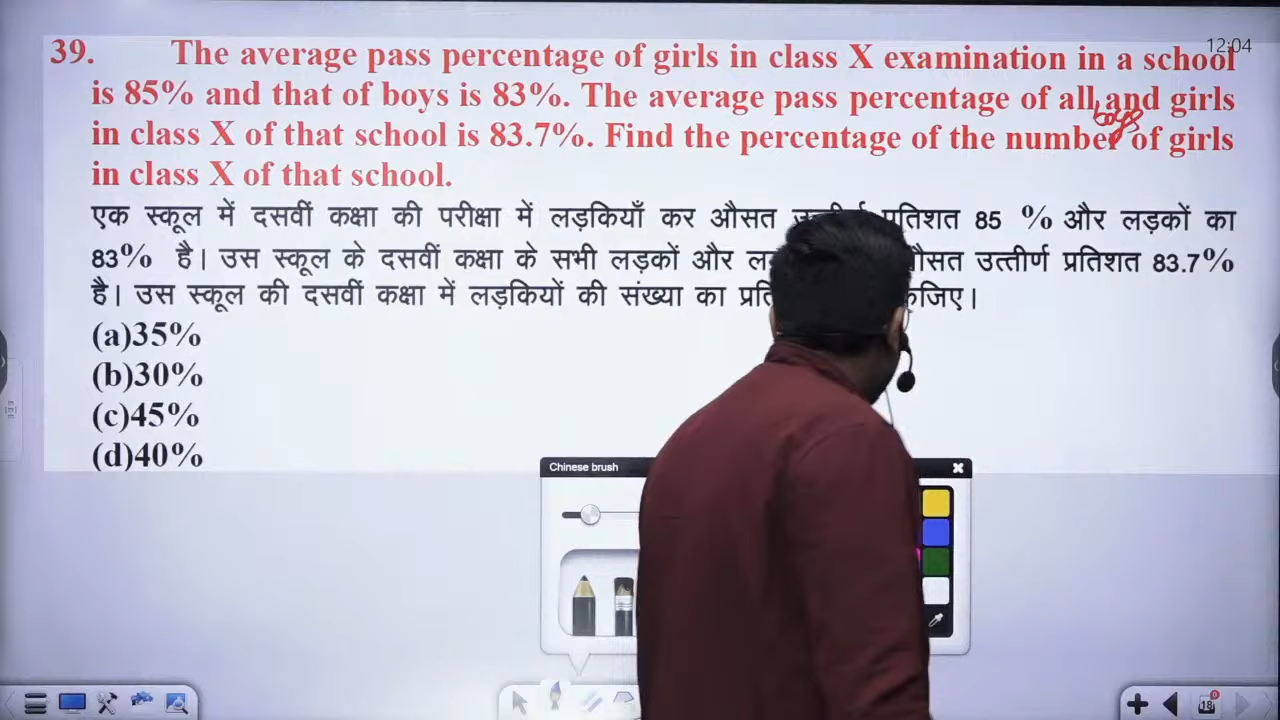 12:04
39. The average pass percentage of girls in class X examination in a school
is 85% and that of boys is 83%. The average pass percentage of all and girls
boys
in class X of that school is 83.7%. Find the percentage of the number of girls
in class X of that school.
एक स्कूल में दसवीं कक्षा की परीक्षा में लड़कियाँ कर औसत प्रतिशत 85 % और लड़कों का
83% है। उस स्कूल के दसवीं कक्षा के सभी लड़कों और औसत उत्तीर्ण प्रतिशत 83.7%
है। उस स्कूल की दसवीं कक्षा में लड़कियों की संख्या का
(a)35%
(b)30%
(c)45%
(d)40%
Chinese brush
18